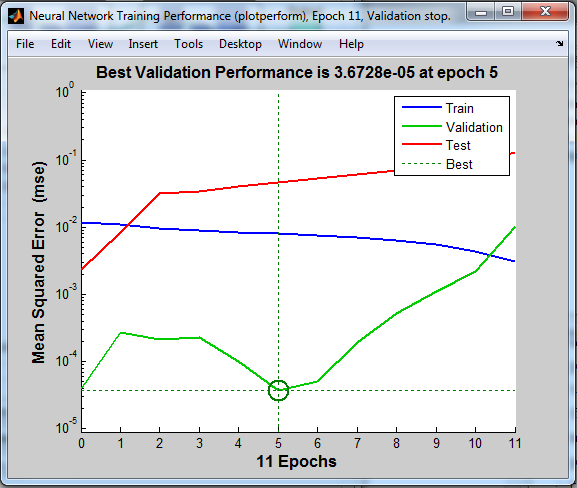 Neural Network Training Performance (plotperform), Epoch 11, Validation stop.
File Edit View Insert Tools Desktop Window Help
Best Validation Performance is 3.6728e-05 at epoch 5
10^0
10^-1
10^-2
10^-3
10^-4
10^-5
Mean Squared Error (mse)
Train
Validation
Test
Best
0 1 2 3 4 5 6 7 8 9 10 11
11 Epochs